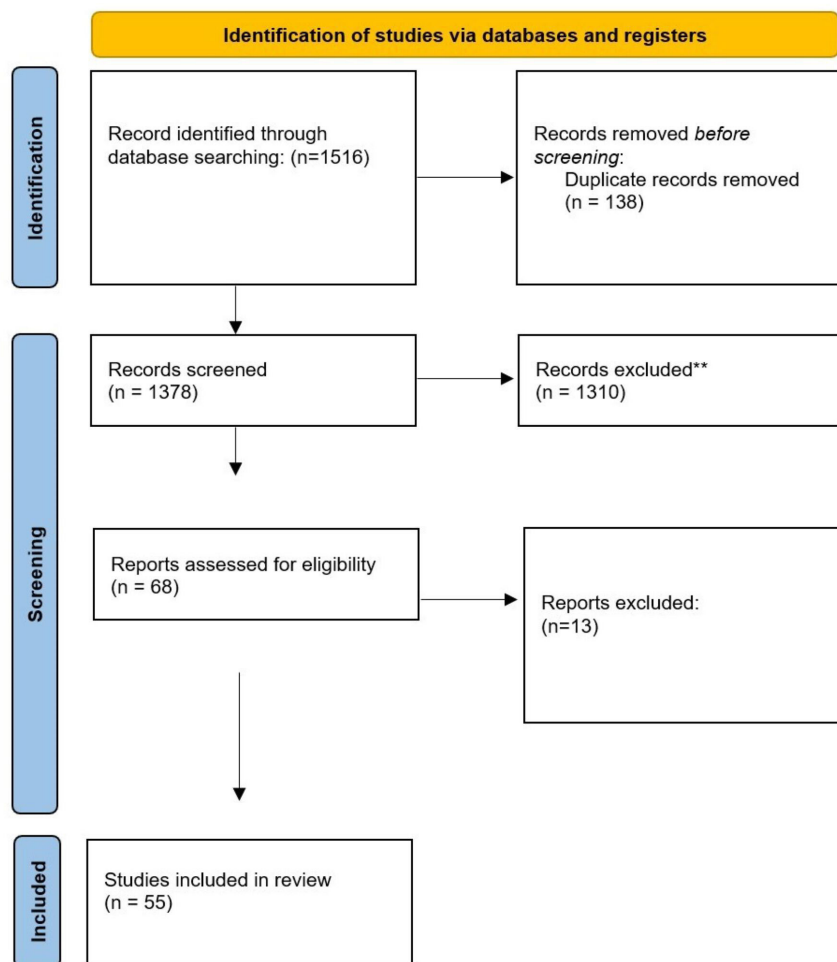 Identification of studies via databases and registers
Identification
Record identified through
database searching: (n=1516)
Records removed before
screening:
Duplicate records removed
(n = 138)
Screening
Records screened
(n = 1378)
Records excluded**
(n = 1310)
Reports assessed for eligibility
(n = 68)
Reports excluded:
(n=13)
Included
Studies included in review
(n = 55)